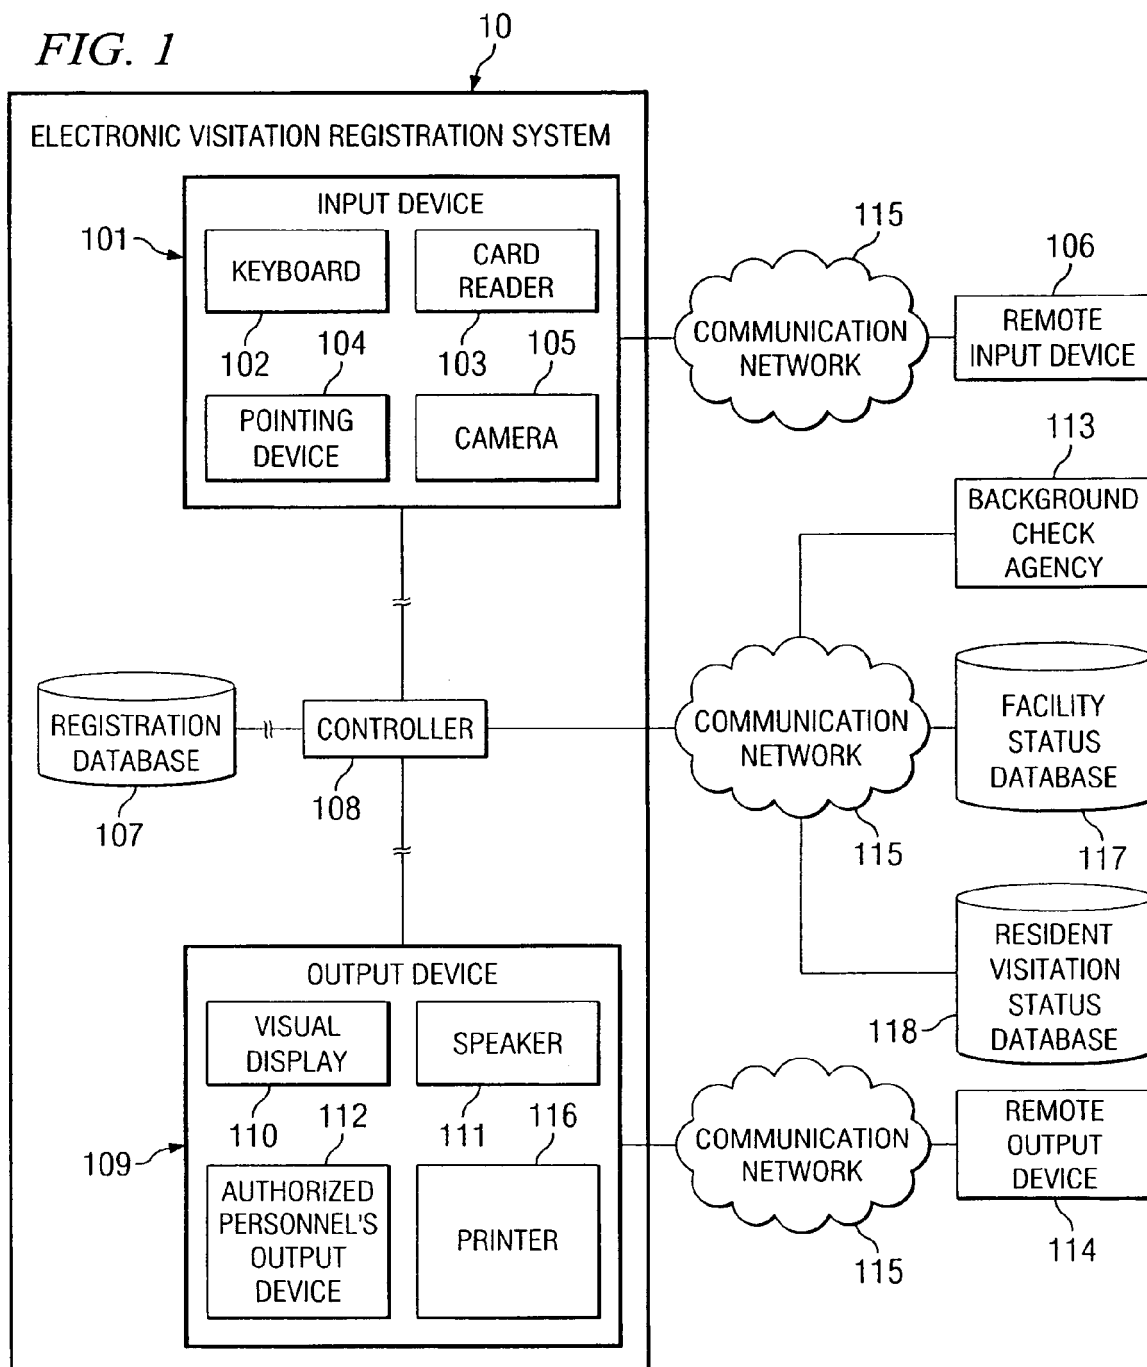 FIG. 1
10
ELECTRONIC VISITATION REGISTRATION SYSTEM
INPUT DEVICE
101
KEYBOARD
102
CARD
READER
103
104
POINTING
DEVICE
105
CAMERA
115
COMMUNICATION
NETWORK
106
REMOTE
INPUT DEVICE
113
BACKGROUND
CHECK
AGENCY
REGISTRATION
DATABASE
107
CONTROLLER
108
COMMUNICATION
NETWORK
115
FACILITY
STATUS
DATABASE
117
RESIDENT
VISITATION
STATUS
DATABASE
118
OUTPUT DEVICE
109
VISUAL
DISPLAY
110
SPEAKER
111
112
AUTHORIZED
PERSONNEL'S
OUTPUT
DEVICE
116
PRINTER
COMMUNICATION
NETWORK
115
REMOTE
OUTPUT
DEVICE
114